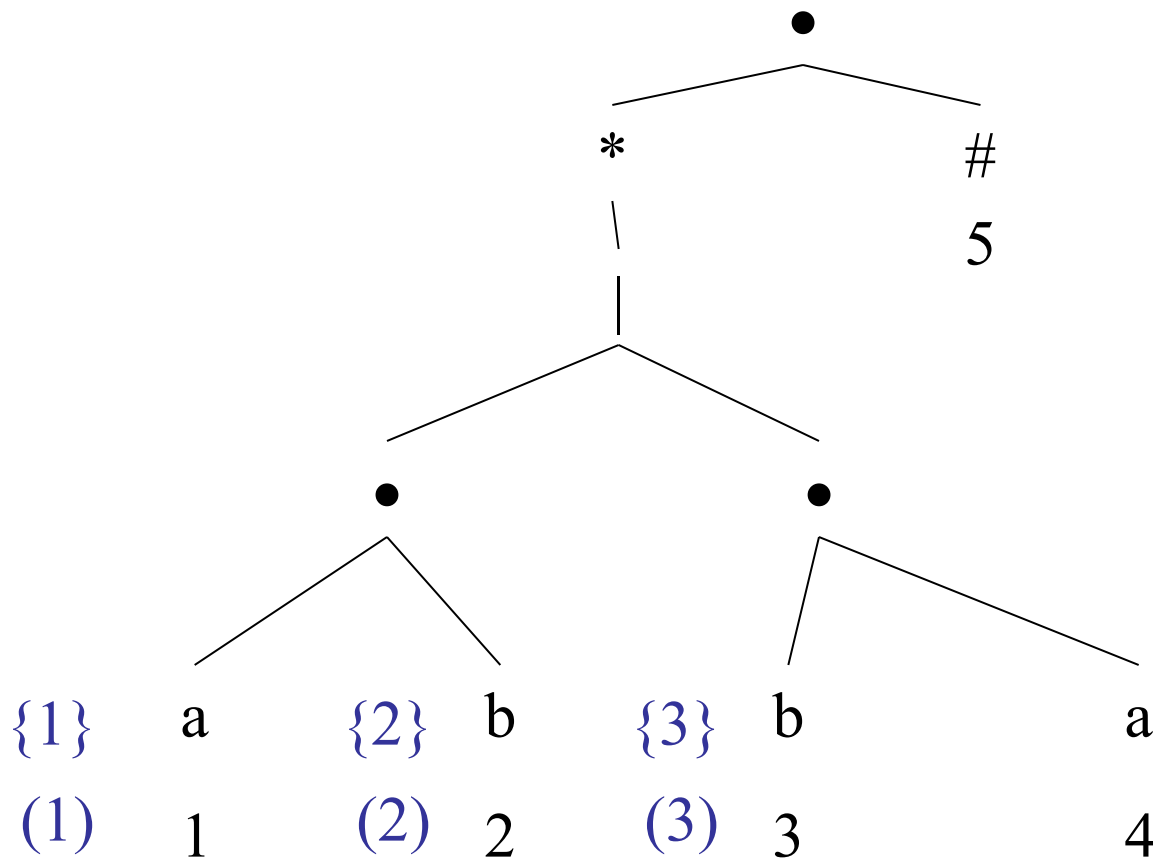 •
* #
5
|
• •
{1} a {2} b {3} b a
(1) 1 (2) 2 (3) 3 4